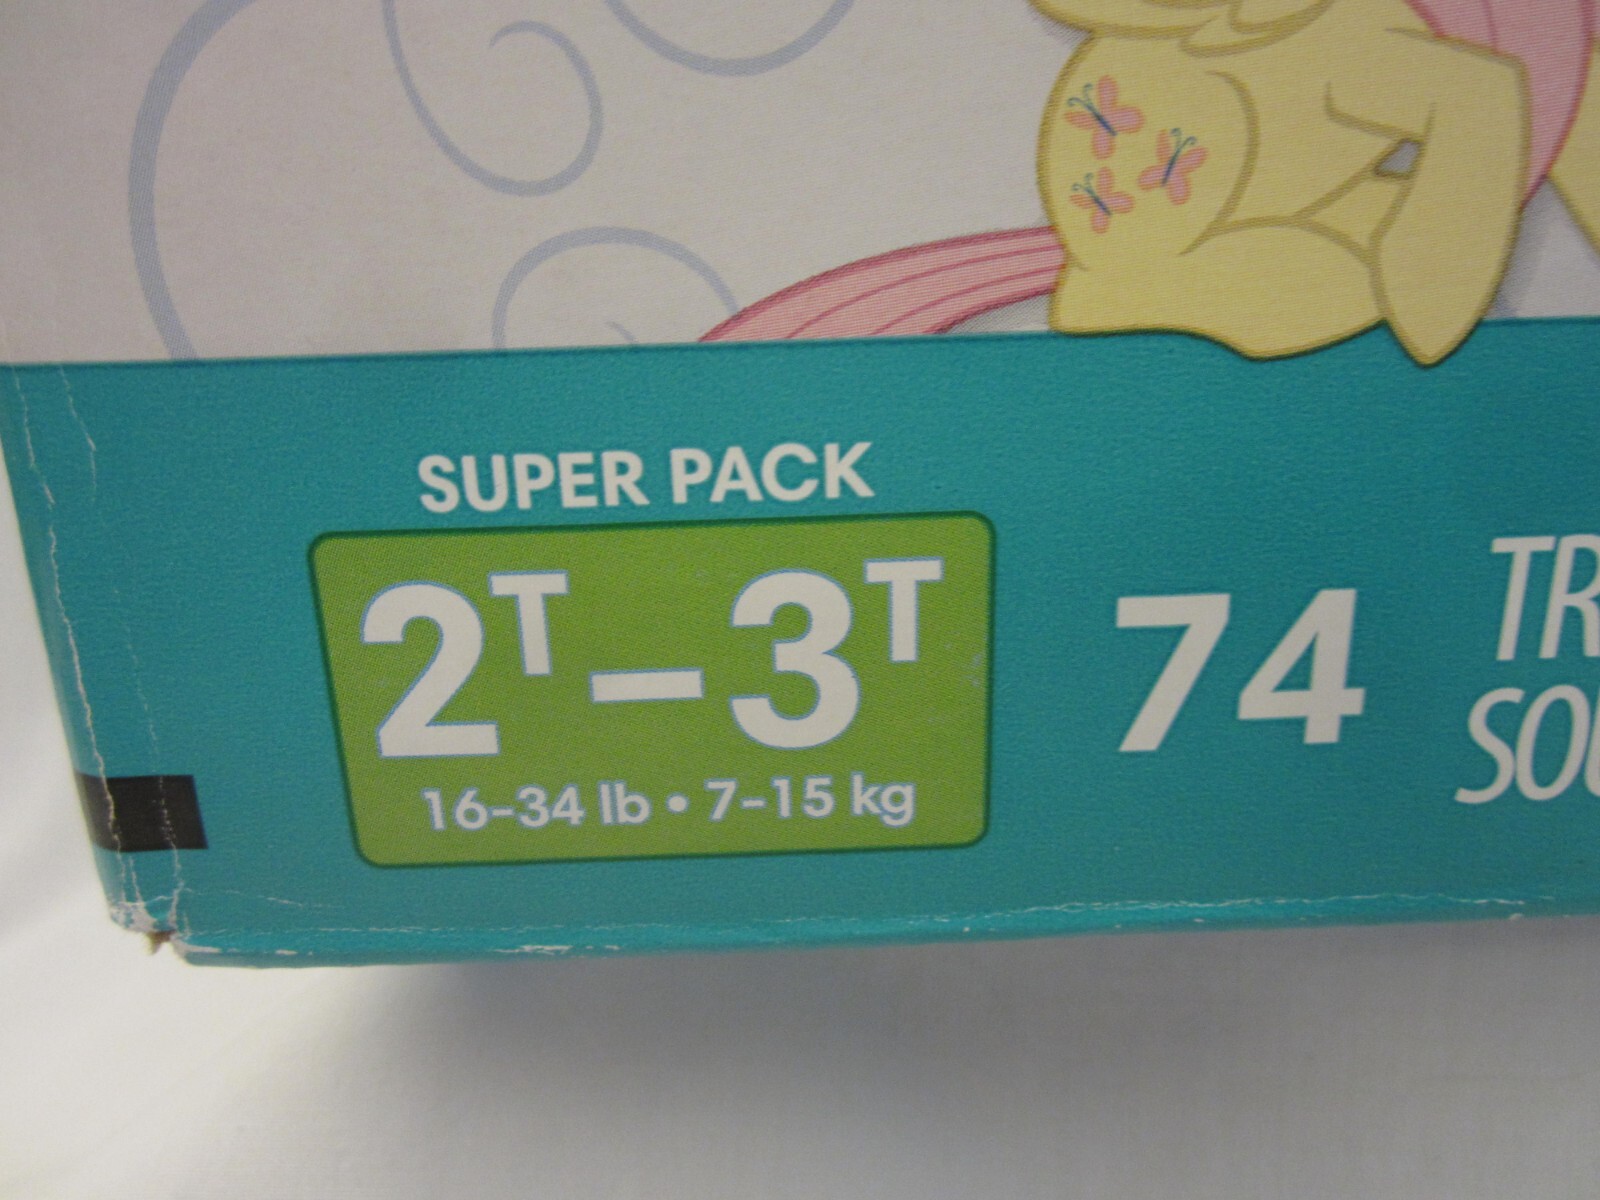 SUPER PACK
2T–3T
16-34 lb • 7-15 kg
74